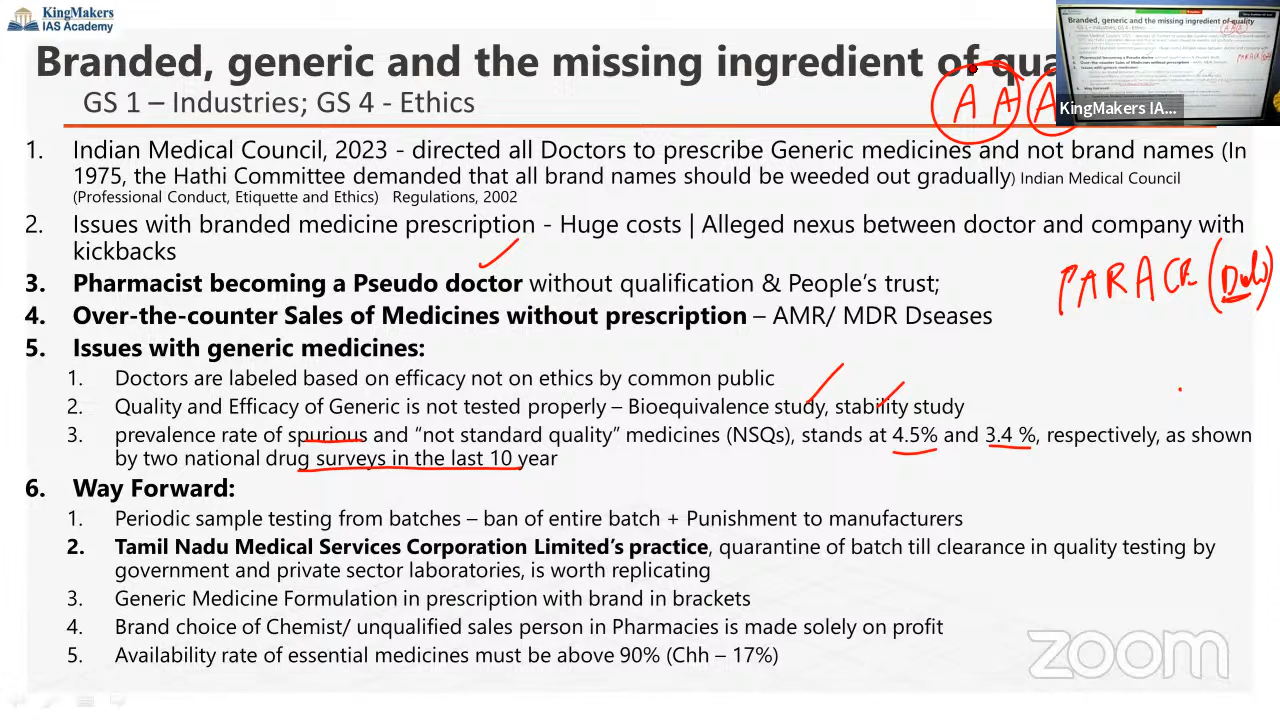 KingMakers
IAS Academy
Branded, generic and the missing ingredient of qua
GS 1 – Industries; GS 4 - Ethics
A A A
KingMakers IA...
1. Indian Medical Council, 2023 - directed all Doctors to prescribe Generic medicines and not brand names (In
1975, the Hathi Committee demanded that all brand names should be weeded out gradually) Indian Medical Council
(Professional Conduct, Etiquette and Ethics) Regulations, 2002
2. Issues with branded medicine prescription - Huge costs | Alleged nexus between doctor and company with
kickbacks
3. Pharmacist becoming a Pseudo doctor without qualification & People's trust;
4. Over-the-counter Sales of Medicines without prescription – AMR/ MDR Dseases
PARACE
5. Issues with generic medicines:
1. Doctors are labeled based on efficacy not on ethics by common public
2. Quality and Efficacy of Generic is not tested properly – Bioequivalence study, stability study
3. prevalence rate of spurious and "not standard quality" medicines (NSQs), stands at 4.5% and 3.4 %, respectively, as shown
by two national drug surveys in the last 10 year
6. Way Forward:
1. Periodic sample testing from batches – ban of entire batch + Punishment to manufacturers
2. Tamil Nadu Medical Services Corporation Limited's practice, quarantine of batch till clearance in quality testing by
government and private sector laboratories, is worth replicating
3. Generic Medicine Formulation in prescription with brand in brackets
4. Brand choice of Chemist/ unqualified sales person in Pharmacies is made solely on profit
5. Availability rate of essential medicines must be above 90% (Chh – 17%)
zoom